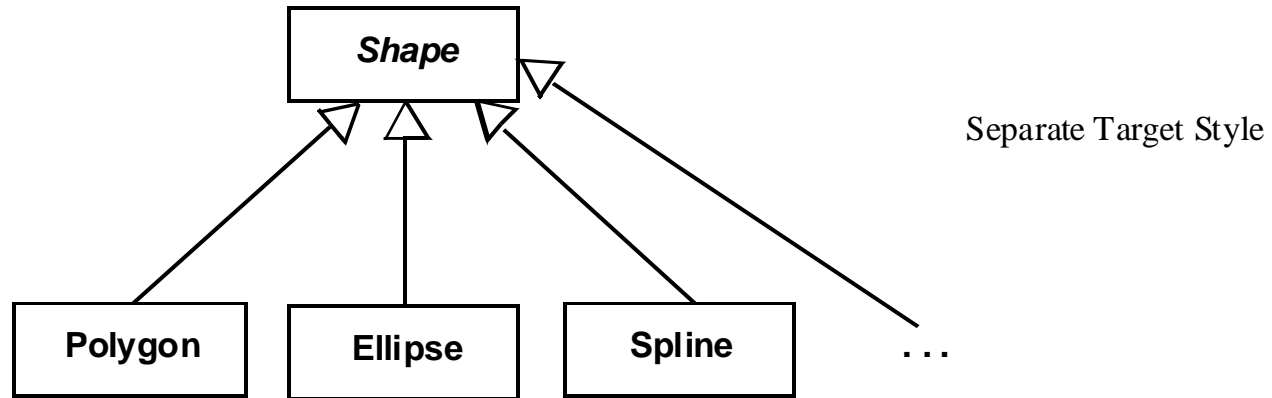 Shape
Separate Target Style
Polygon
Ellipse
Spline
. . .